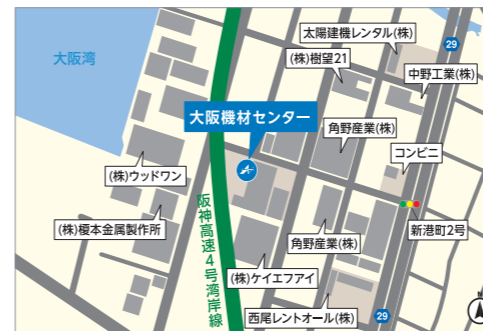 太陽建機レンタル(株)
29
大阪湾
(株)樹望21
中野工業(株)
大阪機材センター
角野産業(株)
コンビニ
(株)ウッドワン
阪神高速4号湾岸線
(株)榎本金属製作所
新港町2号
角野産業(株)
(株)ケイエフアイ
西尾レントオール(株)
29